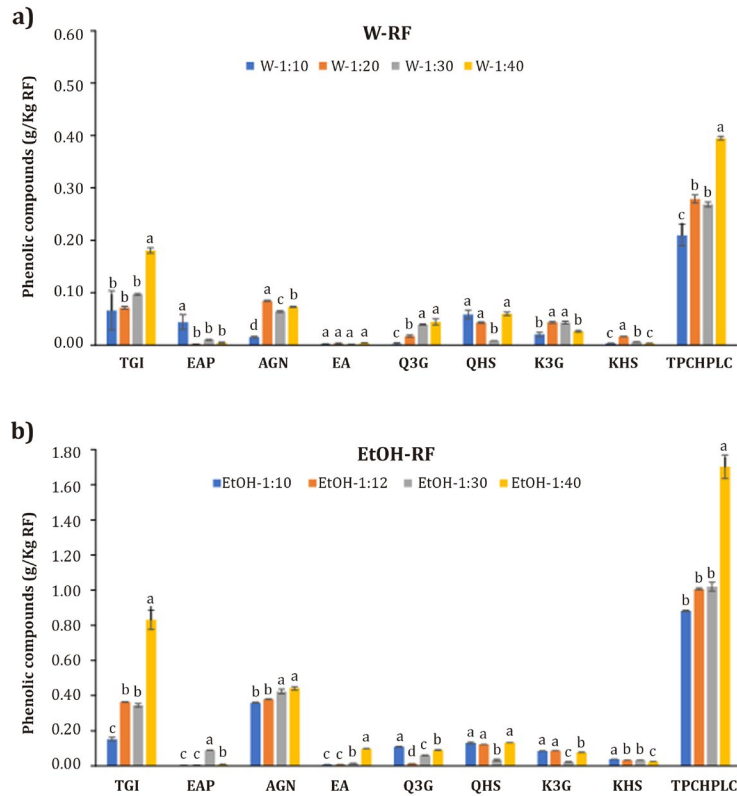 a)
W-RF
W-1:10 W-1:20 W-1:30 W-1:40
Phenolic compounds (g/Kg RF)
0.60
0.50
0.40
0.30
0.20
0.10
0.00
b b b a
a b b b
d a c b
a a a a
c b a a
a a b a
b a a b
c a b c
c b b a
TGI EAP AGN EA Q3G QHS K3G KHS TPCHPLC
b)
EtOH-RF
EtOH-1:10 EtOH-1:12 EtOH-1:30 EtOH-1:40
Phenolic compounds (g/Kg RF)
1.80
1.60
1.40
1.20
1.00
0.80
0.60
0.40
0.20
0.00
c b b a
c c a b
b b a a
c c b a
a d c b
a a b a
a a c b
a b b c
b b b a
TGI EAP AGN EA Q3G QHS K3G KHS TPCHPLC